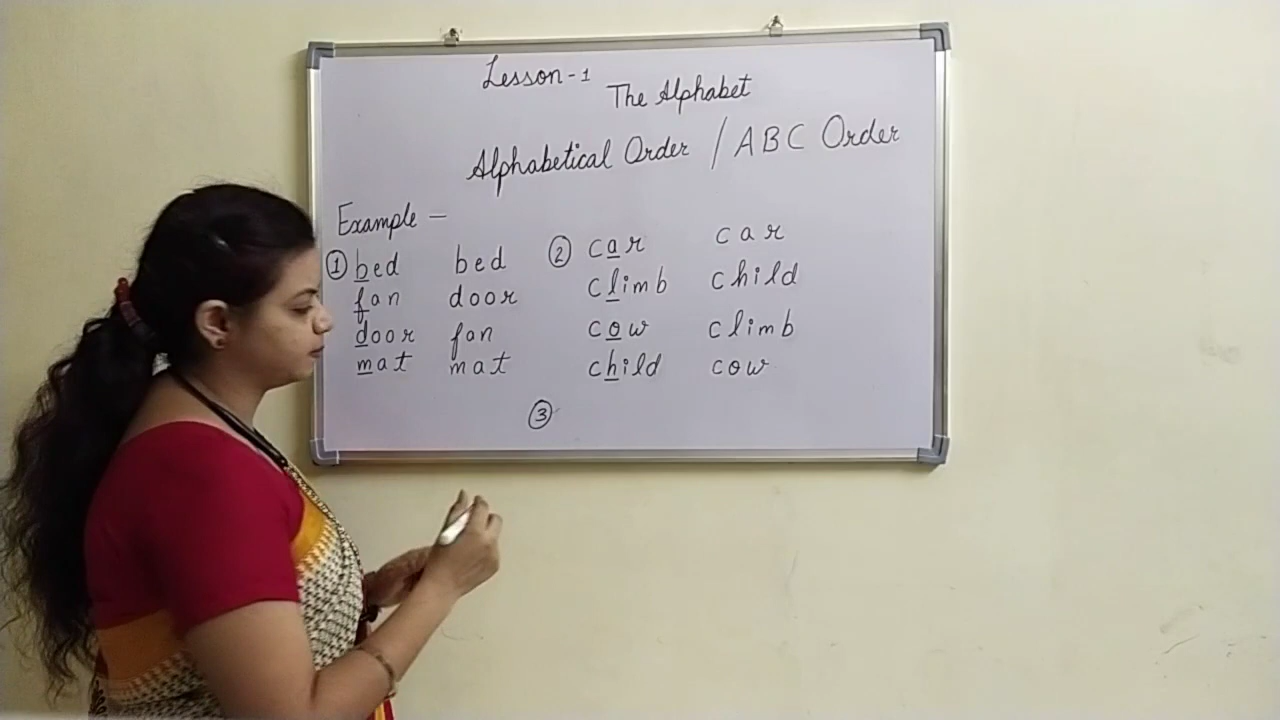 Lesson-1
The Alphabet
Alphabetical Order / ABC Order
Example -
① bed bed ② car car
fan door climb child
door fan cow climb
mat mat child cow
③